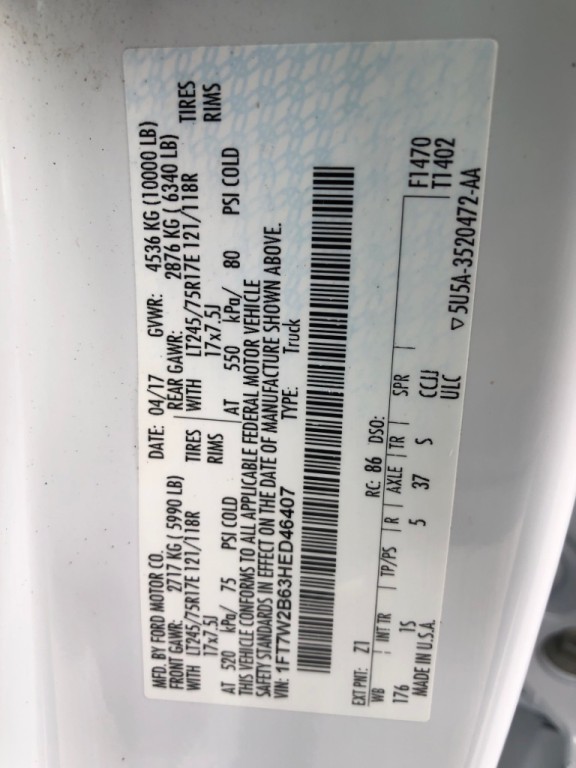 MFD. BY FORD MOTOR CO. DATE: 04/17 GVWR: 4536 KG (10000 LB)
FRONT GAWR: 2717 KG ( 5990 LB) REAR GAWR: 2876 KG ( 6340 LB)
WITH LT245/75R17E 121/118R TIRES WITH LT245/75R17E 121/118R TIRES
17x7.5J RIMS 17x7.5J RIMS
AT 520 kPa/ 75 PSI COLD AT 550 kPa/ 80 PSI COLD
THIS VEHICLE CONFORMS TO ALL APPLICABLE FEDERAL MOTOR VEHICLE
SAFETY STANDARDS IN EFFECT ON THE DATE OF MANUFACTURE SHOWN ABOVE.
VIN: 1FT7W2B63HED46407 TYPE: Truck
EXT PNT: Z1 RC: 86 DSO:
WB INT TR TP/PS R AXLE TR SPR F1470
176 1S 5 37 S CCJJ T1402
MADE IN U.S.A. ULC ▽5U5A-3520472-AA